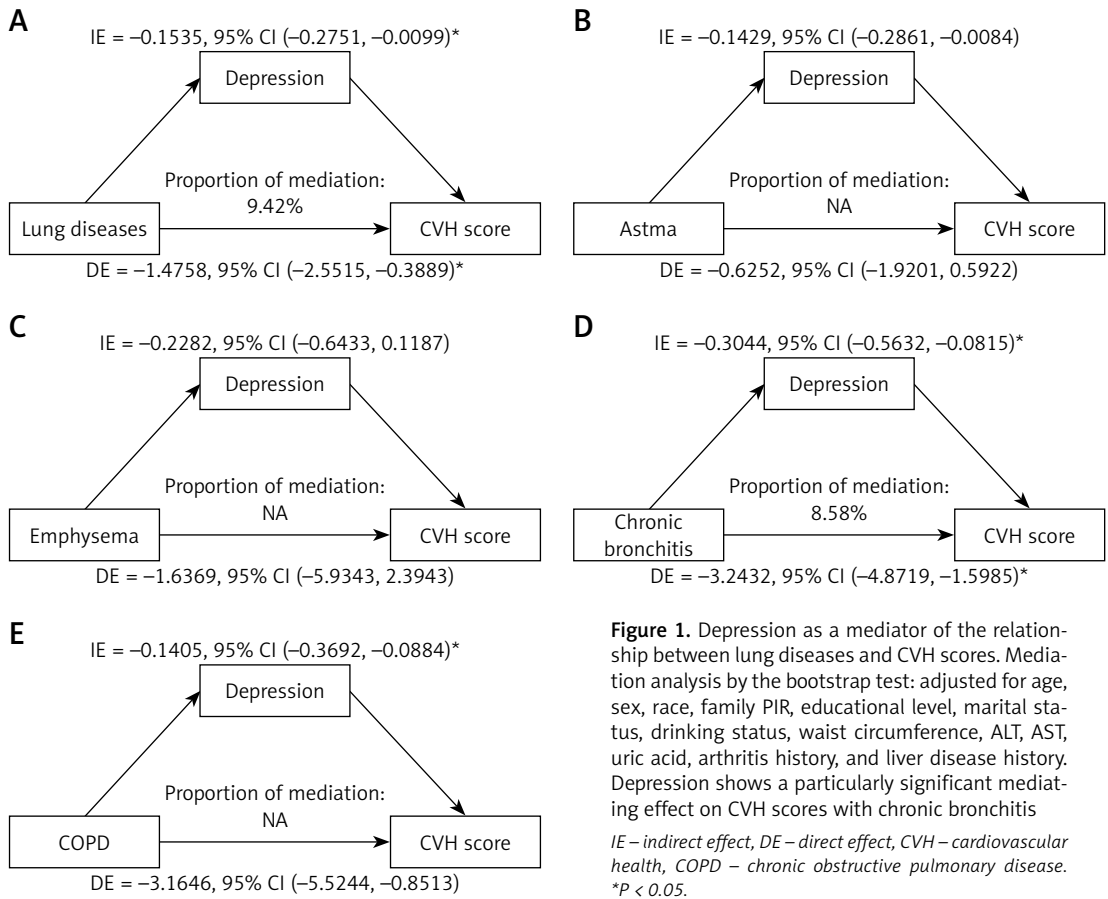 A
IE = –0.1535, 95% CI (–0.2751, –0.0099)*
Depression
Proportion of mediation:
9.42%
Lung diseases
CVH score
DE = –1.4758, 95% CI (–2.5515, –0.3889)*
B
IE = –0.1429, 95% CI (–0.2861, –0.0084)
Depression
Proportion of mediation:
NA
Astma
CVH score
DE = –0.6252, 95% CI (–1.9201, 0.5922)
C
IE = –0.2282, 95% CI (–0.6433, 0.1187)
Depression
Proportion of mediation:
NA
Emphysema
CVH score
DE = –1.6369, 95% CI (–5.9343, 2.3943)
D
IE = –0.3044, 95% CI (–0.5632, –0.0815)*
Depression
Proportion of mediation:
8.58%
Chronic
bronchitis
CVH score
DE = –3.2432, 95% CI (–4.8719, –1.5985)*
E
IE = –0.1405, 95% CI (–0.3692, –0.0884)*
Depression
Proportion of mediation:
NA
COPD
CVH score
DE = –3.1646, 95% CI (–5.5244, –0.8513)
Figure 1. Depression as a mediator of the relation-
ship between lung diseases and CVH scores. Media-
tion analysis by the bootstrap test: adjusted for age,
sex, race, family PIR, educational level, marital sta-
tus, drinking status, waist circumference, ALT, AST,
uric acid, arthritis history, and liver disease history.
Depression shows a particularly significant mediat-
ing effect on CVH scores with chronic bronchitis
IE – indirect effect, DE – direct effect, CVH – cardiovascular
health, COPD – chronic obstructive pulmonary disease.
*P < 0.05.